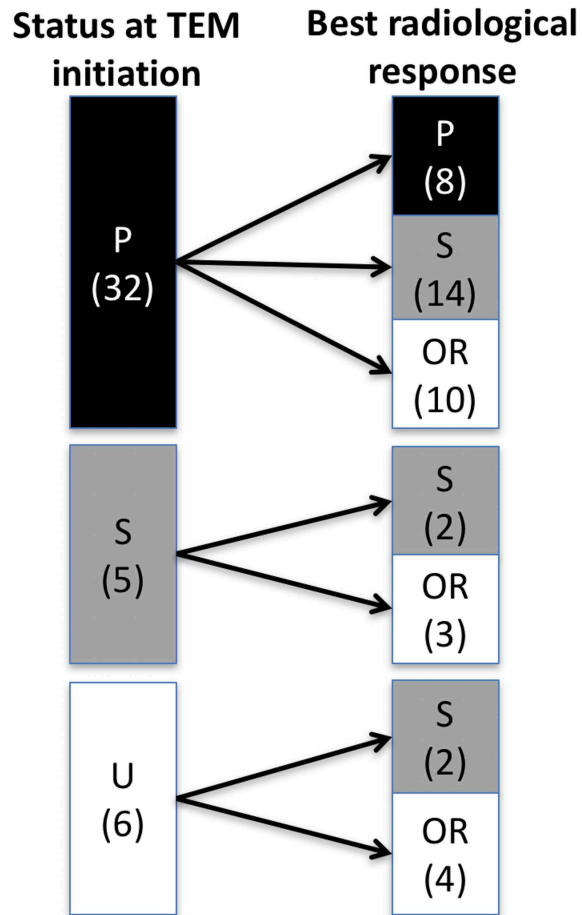 Status at TEM
initiation
Best radiological
response
P
(32)
P
(8)
S
(14)
OR
(10)
S
(5)
S
(2)
OR
(3)
U
(6)
S
(2)
OR
(4)